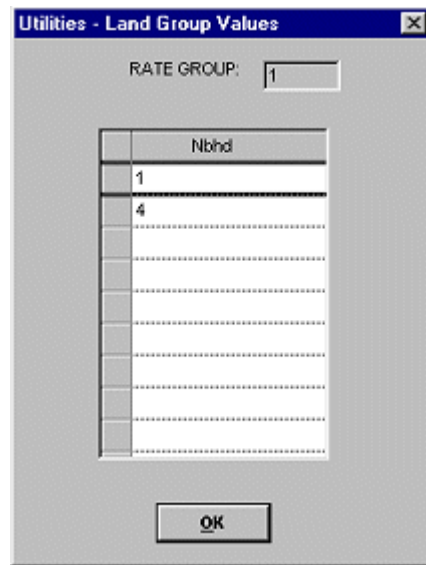 Utilities - Land Group Values
RATE GROUP: 1
Nbhd
1
4
OK